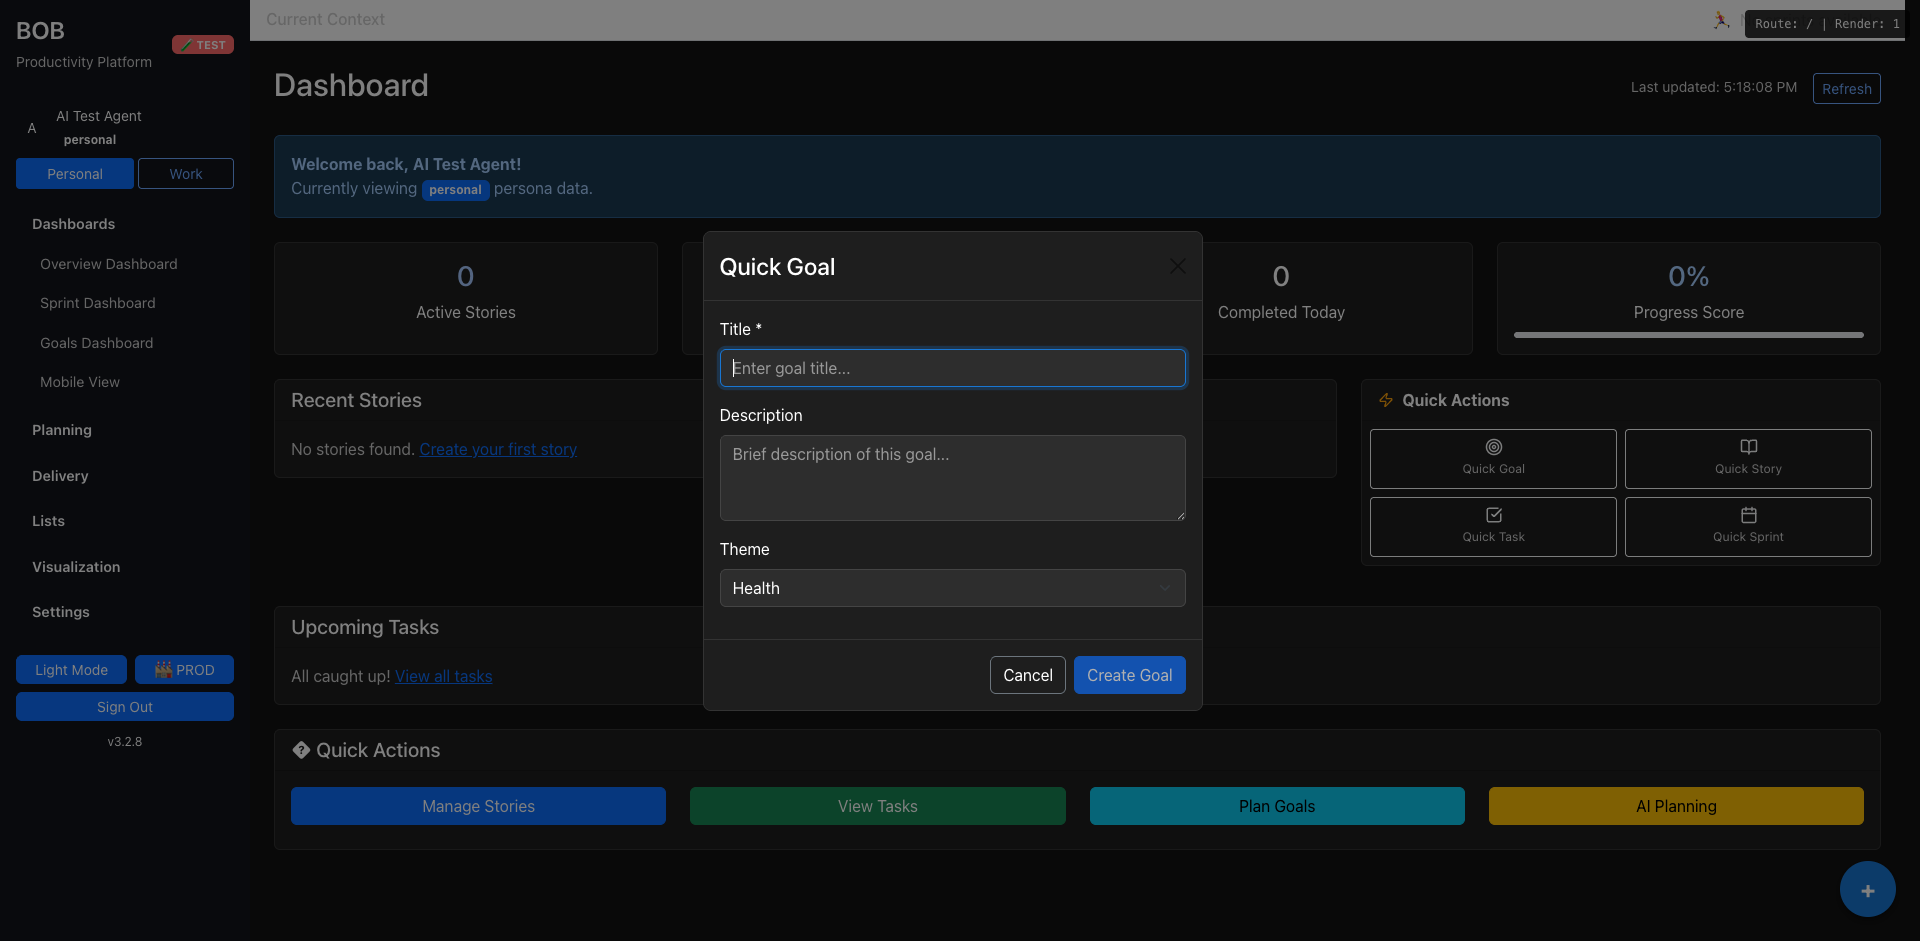 BOB
TEST
Productivity Platform
A
AI Test Agent
personal
Personal
Work
Dashboards
Overview Dashboard
Sprint Dashboard
Goals Dashboard
Mobile View
Planning
Delivery
Lists
Visualization
Settings
Light Mode
PROD
Sign Out
v3.2.8
Current Context
Route: / | Render: 1
Dashboard
Last updated: 5:18:08 PM
Refresh
Welcome back, AI Test Agent!
Currently viewing personal persona data.
0
Active Stories
0
Completed Today
0%
Progress Score
Recent Stories
No stories found. Create your first story
Quick Actions
Quick Goal
Quick Story
Quick Task
Quick Sprint
Upcoming Tasks
All caught up! View all tasks
Quick Actions
Manage Stories
View Tasks
Plan Goals
AI Planning
+
Quick Goal
Title *
Enter goal title...
Description
Brief description of this goal...
Theme
Health
Cancel
Create Goal